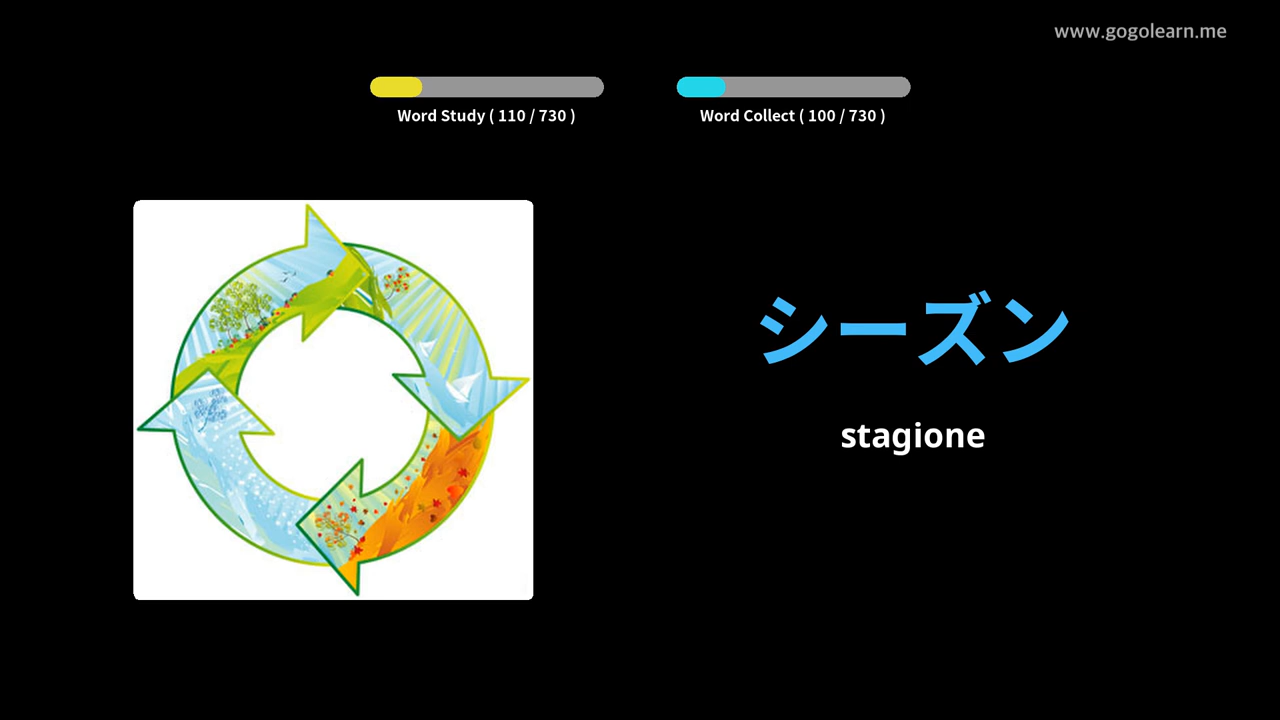 www.gogolearn.me
Word Study ( 110 / 730 )
Word Collect ( 100 / 730 )
シーズン
stagione